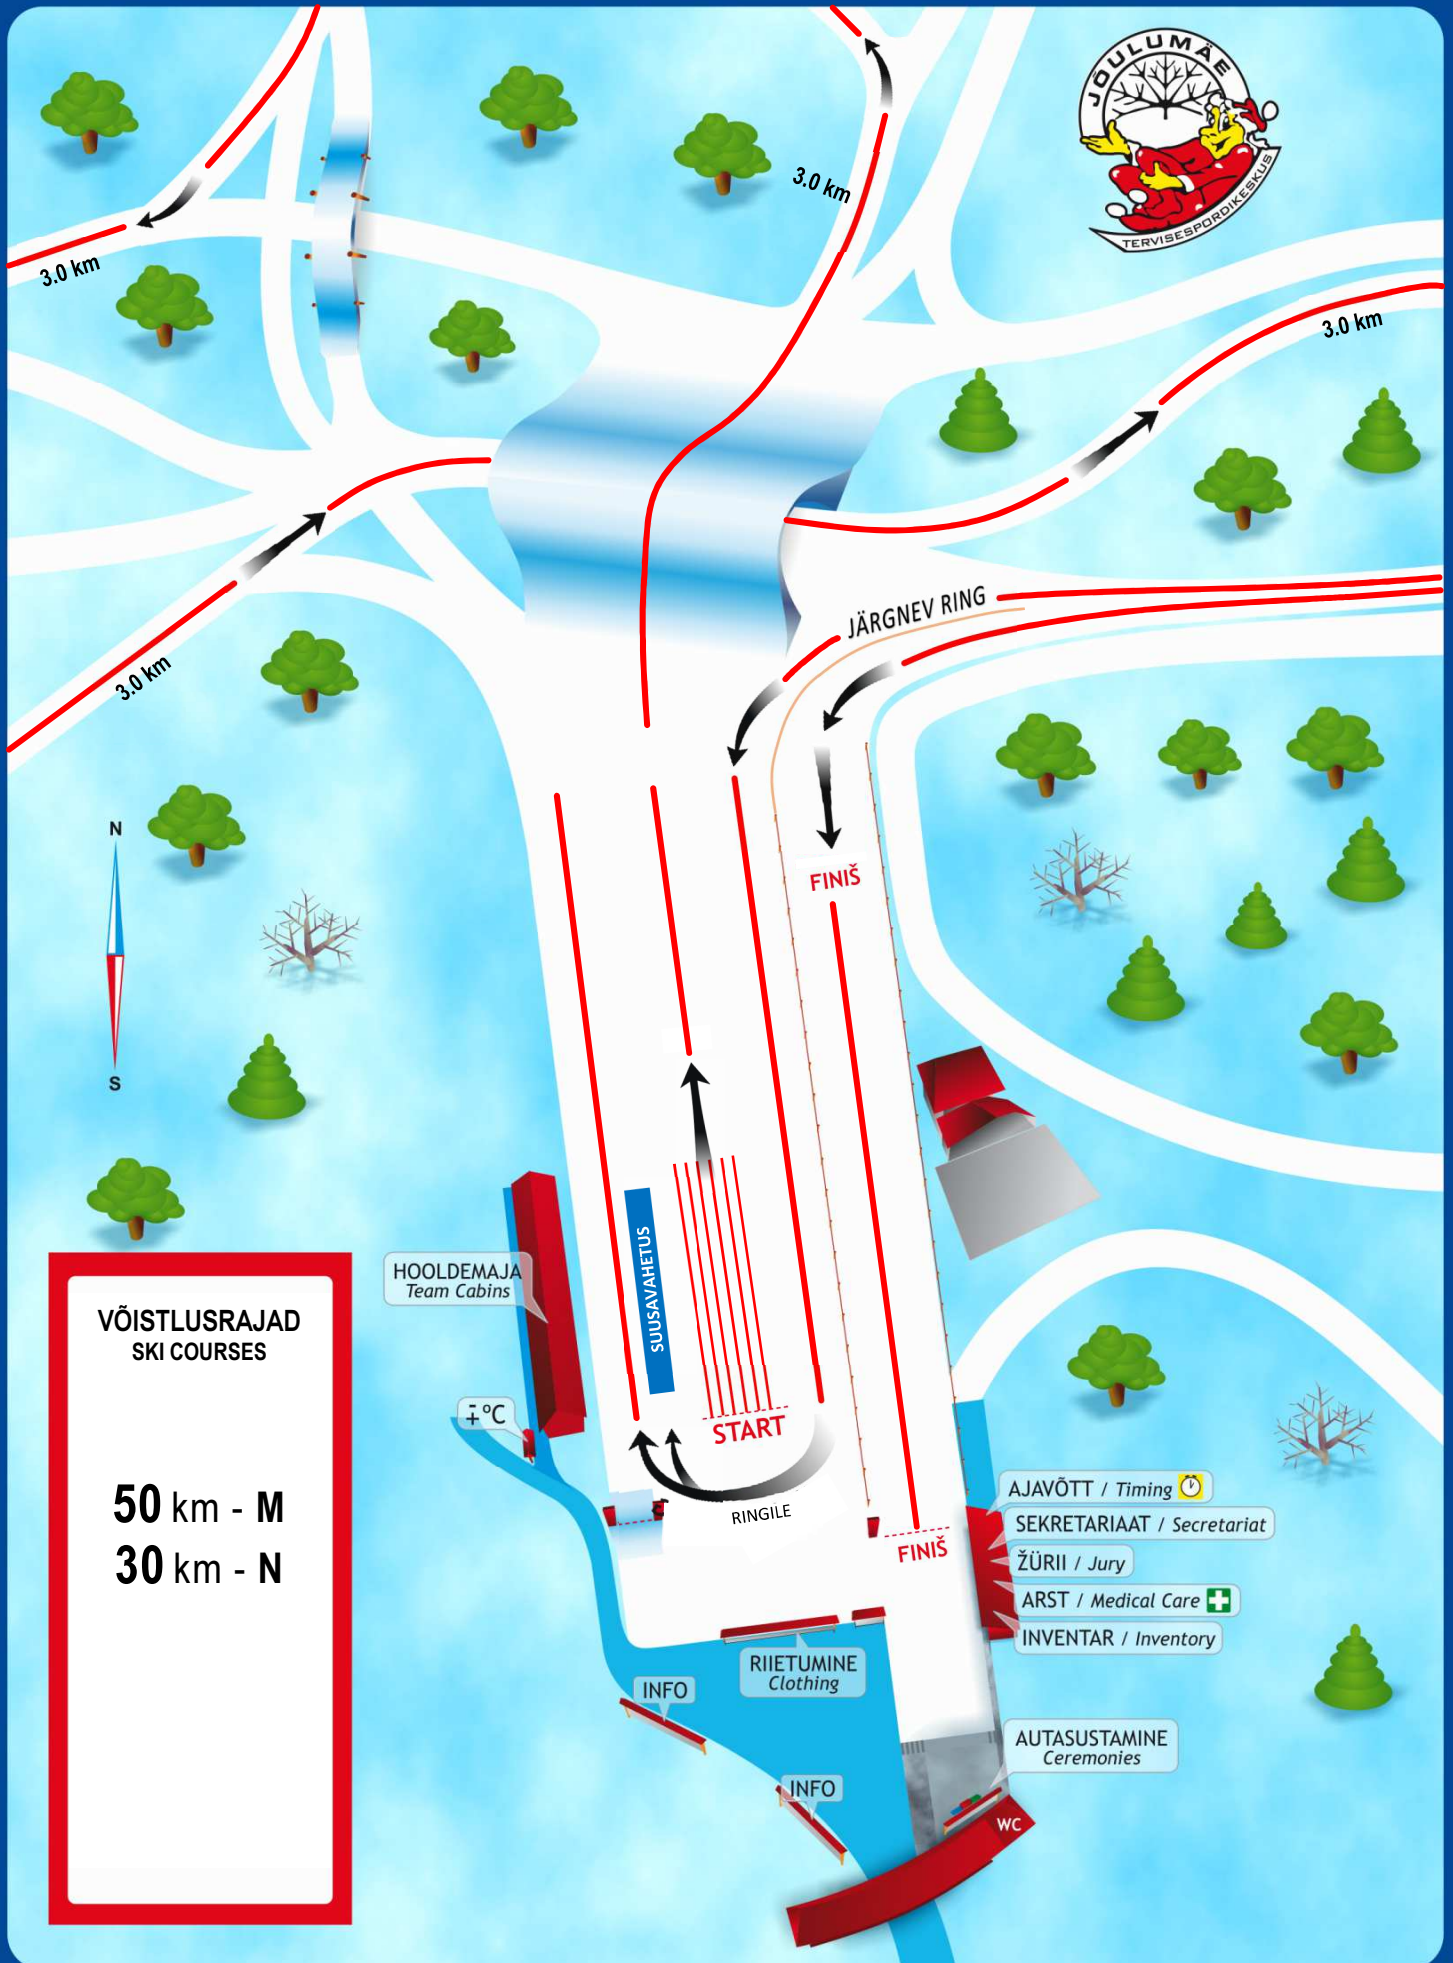 JÕULUMÄE
TERVISESPORDIKESKUS
3.0 km
3.0 km
3.0 km
3.0 km
JÄRGNEV RING
N
S
FINIŠ
SUUSAVAHETUS
HOOLDEMAJA
Team Cabins
∓°C
START
RINGILE
FINIŠ
VÕISTLUSRAJAD
SKI COURSES
50 km - M
30 km - N
AJAVÕTT / Timing
SEKRETARIAAT / Secretariat
ŽÜRII / Jury
ARST / Medical Care
INVENTAR / Inventory
RIIETUMINE
Clothing
INFO
INFO
AUTASUSTAMINE
Ceremonies
WC